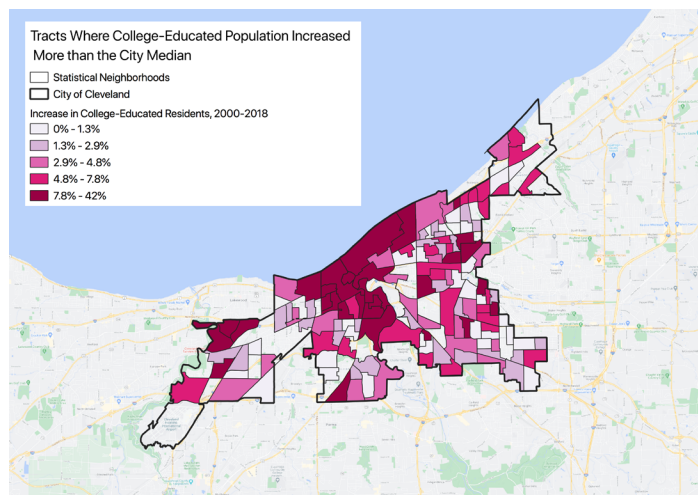 Tracts Where College-Educated Population Increased
More than the City Median
Statistical Neighborhoods
City of Cleveland
Increase in College-Educated Residents, 2000-2018
0% - 1.3%
1.3% - 2.9%
2.9% - 4.8%
4.8% - 7.8%
7.8% - 42%